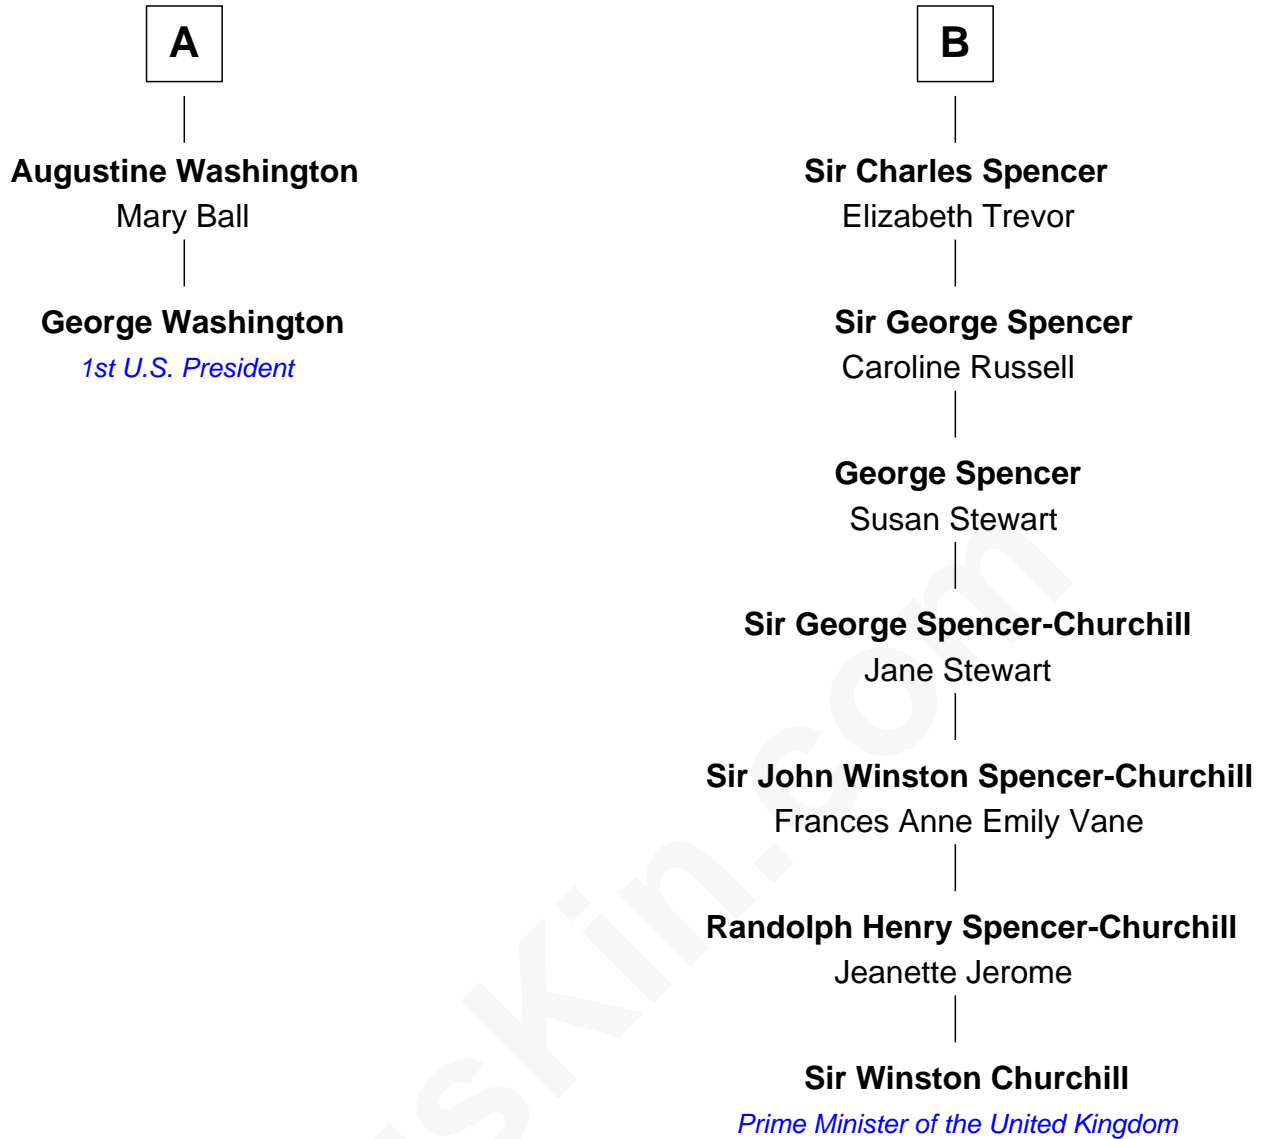 A
Augustine Washington
Mary Ball
George Washington
1st U.S. President
B
Sir Charles Spencer
Elizabeth Trevor
Sir George Spencer
Caroline Russell
George Spencer
Susan Stewart
Sir George Spencer-Churchill
Jane Stewart
Sir John Winston Spencer-Churchill
Frances Anne Emily Vane
Randolph Henry Spencer-Churchill
Jeanette Jerome
Sir Winston Churchill
Prime Minister of the United Kingdom
sKin.com